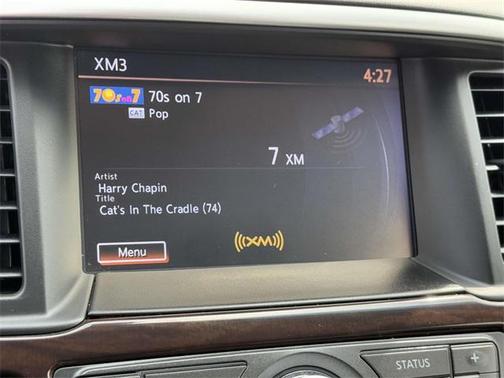 XM3
4:27
70s on 7
70s on 7
CAT Pop
7 XM
Artist
Harry Chapin
Title
Cat's In The Cradle (74)
Menu
((XM))
STATUS
+